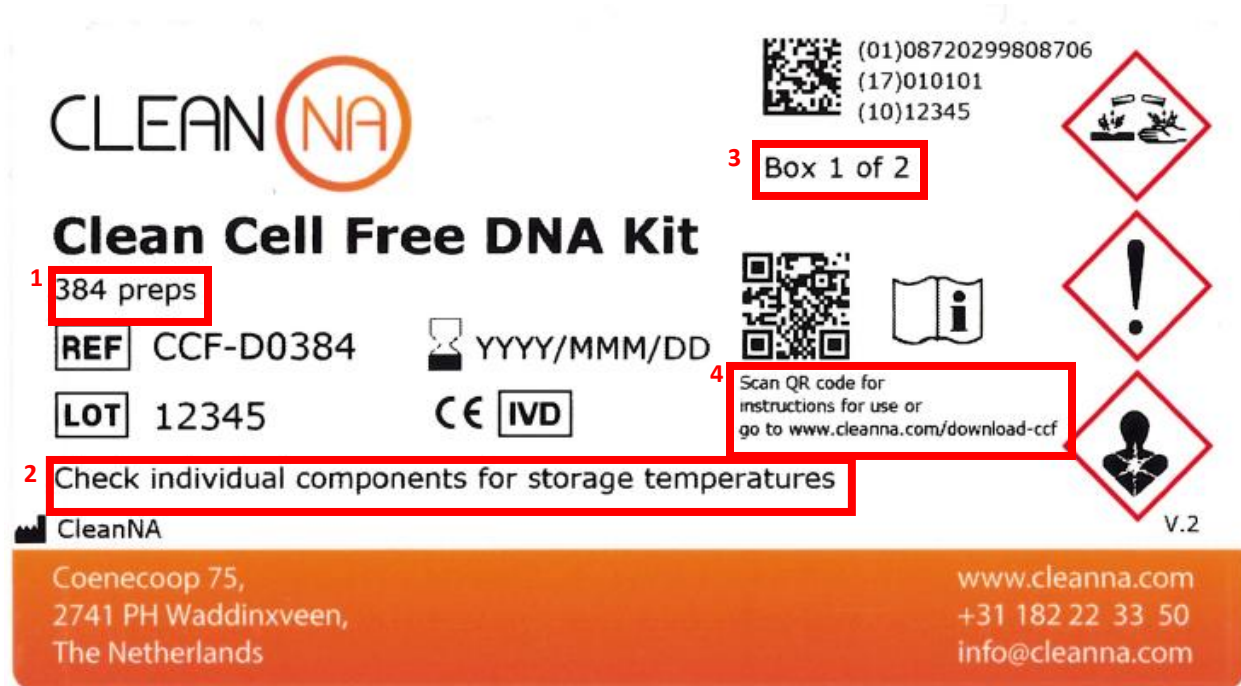 CLEAN NA
(01)08720299808706
(17)010101
(10)12345
3
Box 1 of 2
Clean Cell Free DNA Kit
1
384 preps
REF CCF-D0384
YYYY/MMM/DD
LOT 12345
CE IVD
4
Scan QR code for
instructions for use or
go to www.cleanna.com/download-ccf
2
Check individual components for storage temperatures
CleanNA
V.2
Coenecoop 75,
2741 PH Waddinxveen,
The Netherlands
www.cleanna.com
+31 182 22 33 50
info@cleanna.com